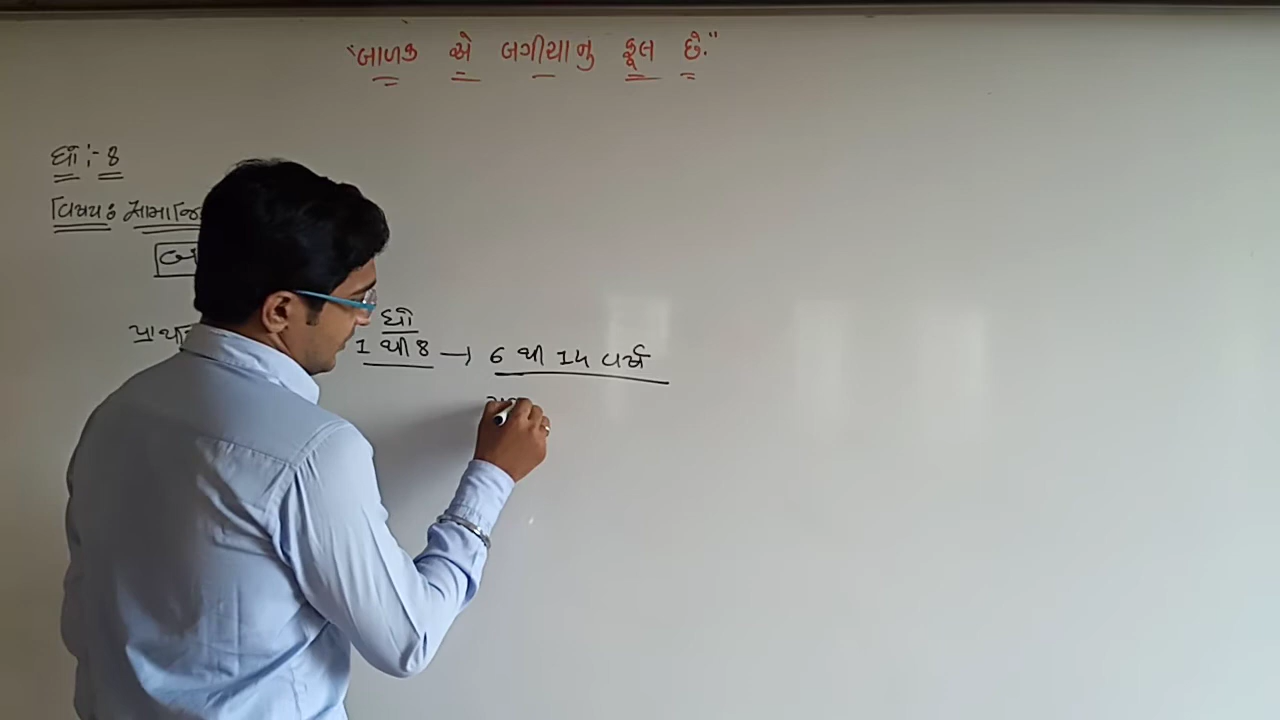 "બાળક એ બગીચાનુ ફૂલ છે."
ધો :- 8
વિષય :
ધો
1 થી 8 → 6 થી 14 વર્ષ